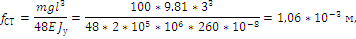 f_СТ = mgl³ / 48EJ_y = 100 * 9.81 * 3³ / 48 * 2 * 10⁵ * 10⁶ * 260 * 10⁻⁸ = 1,06 * 10⁻³ м,